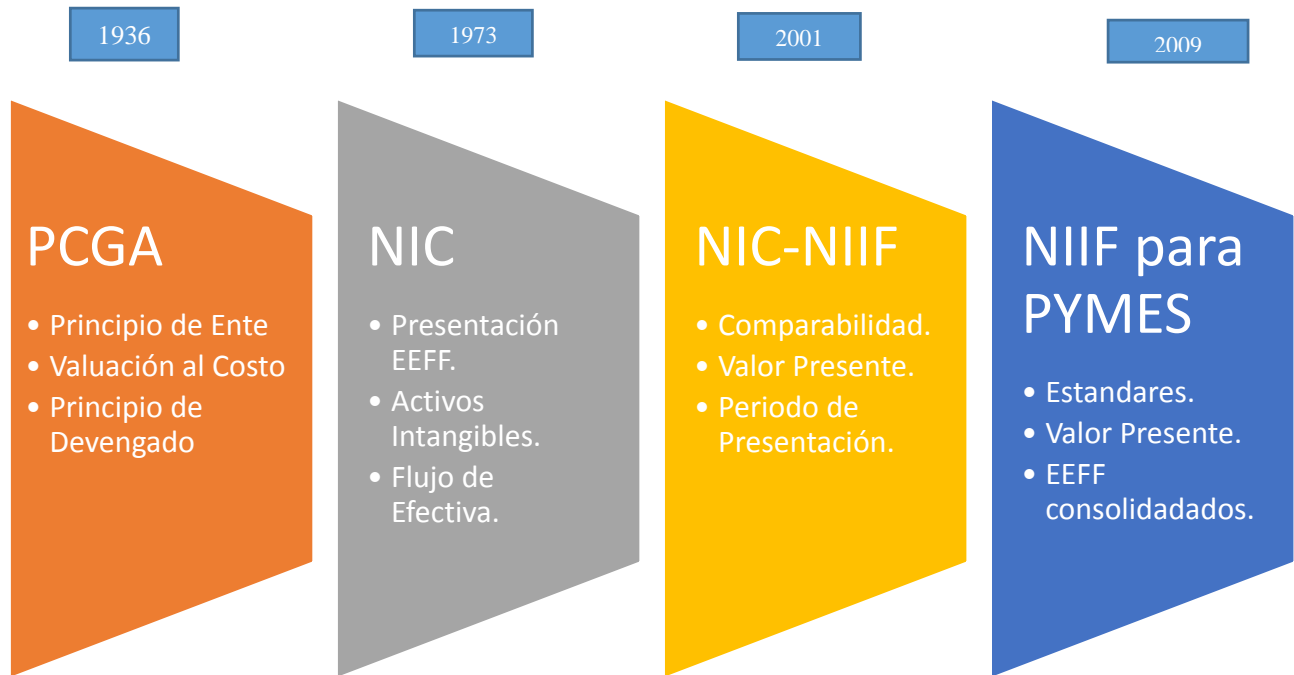 1936
PCGA
• Principio de Ente
• Valuación al Costo
• Principio de
Devengado
1973
NIC
• Presentación
EEFF.
• Activos
Intangibles.
• Flujo de
Efectiva.
2001
NIC-NIIF
• Comparabilidad.
• Valor Presente.
• Periodo de
Presentación.
2009
NIIF para
PYMES
• Estandares.
• Valor Presente.
• EEFF
consolidadados.